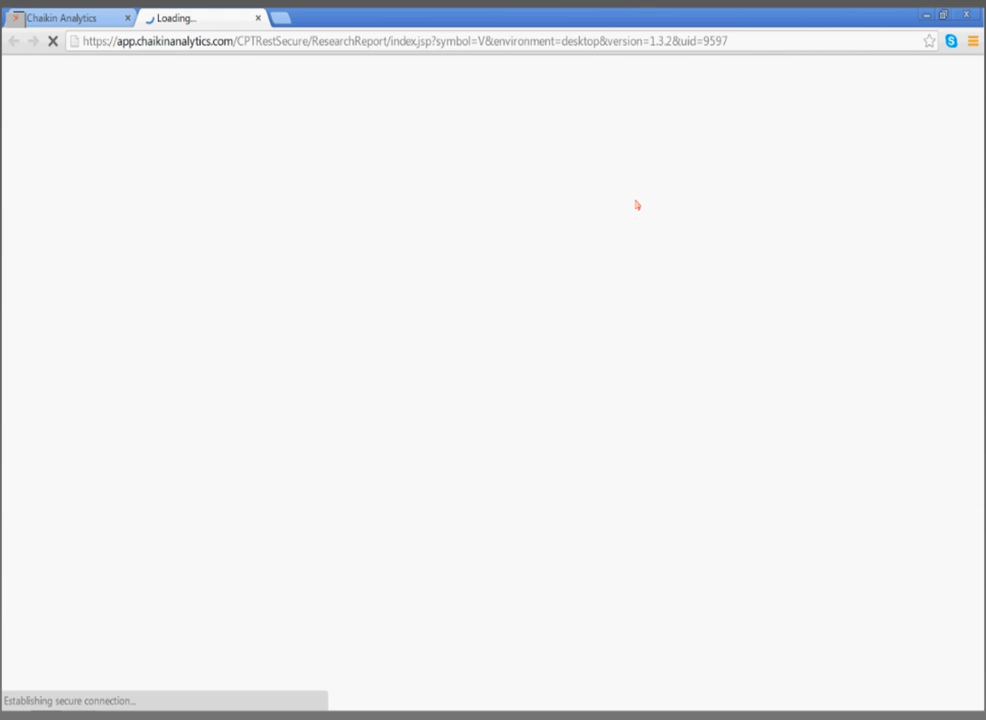 Chaikin Analytics
Loading...
https://app.chaikinanalytics.com/CPTRestSecure/ResearchReport/index.jsp?symbol=V&environment=desktop&version=1.3.2&uid=9597
Establishing secure connection...